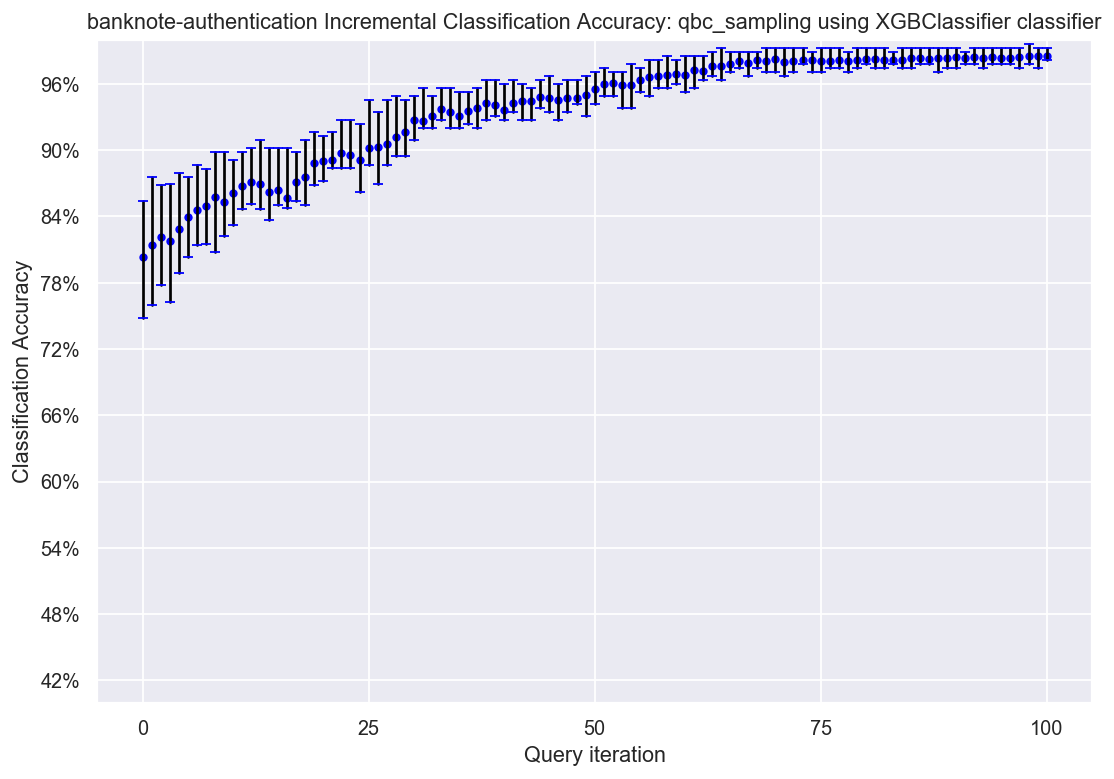 banknote-authentication Incremental Classification Accuracy: qbc_sampling using XGBClassifier classifier
96%
90%
84%
78%
72%
66%
60%
54%
48%
42%
Classification Accuracy
0 25 50 75 100
Query iteration